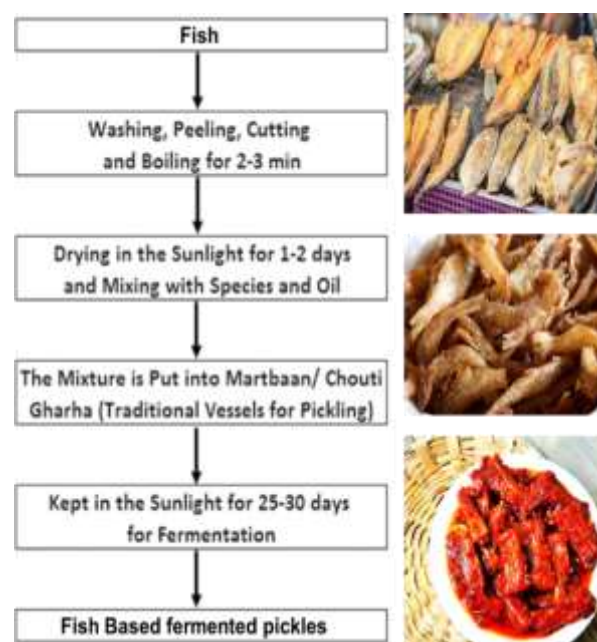 Fish
Washing, Peeling, Cutting
and Boiling for 2-3 min
Drying in the Sunlight for 1-2 days
and Mixing with Species and Oil
The Mixture is Put into Martbaan/ Chouti
Gharha (Traditional Vessels for Pickling)
Kept in the Sunlight for 25-30 days
for Fermentation
Fish Based fermented pickles